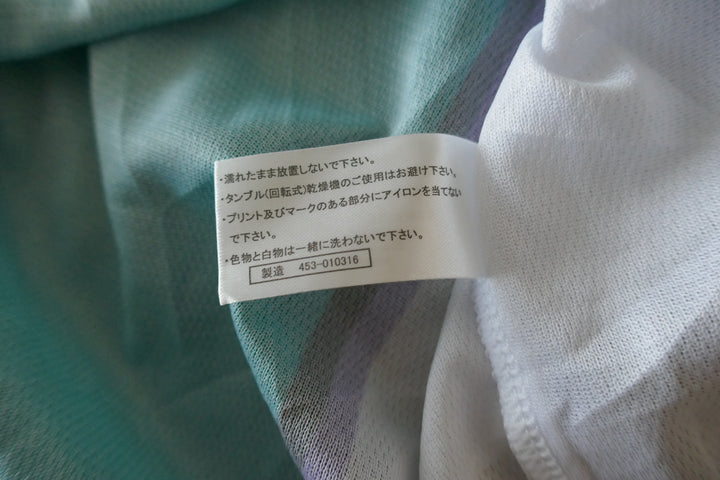 ・濡れたまま放置しないで下さい。
・タンブル(回転式)乾燥機のご使用はお避け下さい。
・プリント及びマークのある部分にアイロンを当てない
で下さい。
・色物と白物は一緒に洗わないで下さい。
製造 453-010316